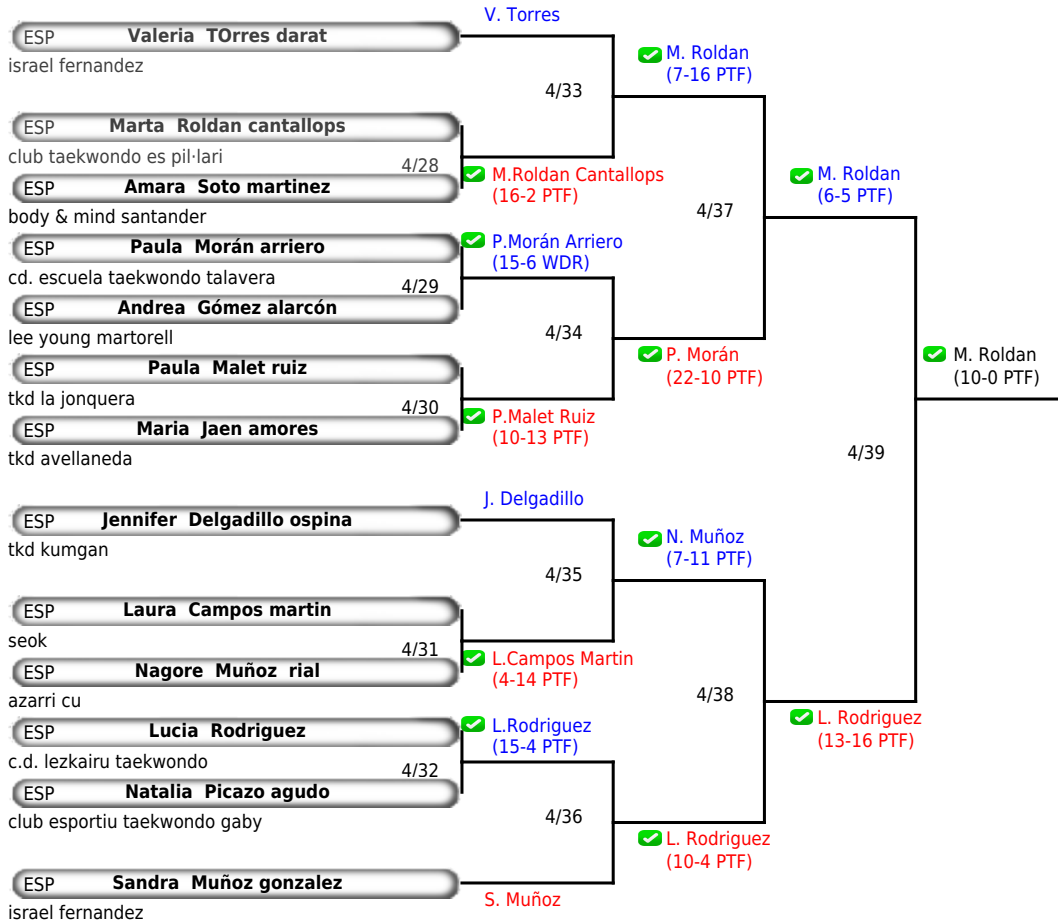 V. Torres
ESP Valeria TOrres darat
israel fernandez
M. Roldan
(7-16 PTF)
4/33
ESP Marta Roldan cantallops
club taekwondo es pil·lari
4/28
M.Roldan Cantallops
(16-2 PTF)
ESP Amara Soto martinez
body & mind santander
M. Roldan
(6-5 PTF)
4/37
ESP Paula Morán arriero
cd. escuela taekwondo talavera
P.Morán Arriero
(15-6 WDR)
4/29
ESP Andrea Gómez alarcón
lee young martorell
4/34
ESP Paula Malet ruiz
tkd la jonquera
P. Morán
(22-10 PTF)
M. Roldan
(10-0 PTF)
4/30
P.Malet Ruiz
(10-13 PTF)
ESP Maria Jaen amores
tkd avellaneda
4/39
J. Delgadillo
ESP Jennifer Delgadillo ospina
tkd kumgan
N. Muñoz
(7-11 PTF)
4/35
ESP Laura Campos martin
seok
4/31
L.Campos Martin
(4-14 PTF)
ESP Nagore Muñoz rial
azarri cu
4/38
ESP Lucia Rodriguez
c.d. lezkairu taekwondo
L.Rodriguez
(15-4 PTF)
L. Rodriguez
(13-16 PTF)
4/32
ESP Natalia Picazo agudo
club esportiu taekwondo gaby
4/36
L. Rodriguez
(10-4 PTF)
ESP Sandra Muñoz gonzalez
israel fernandez
S. Muñoz